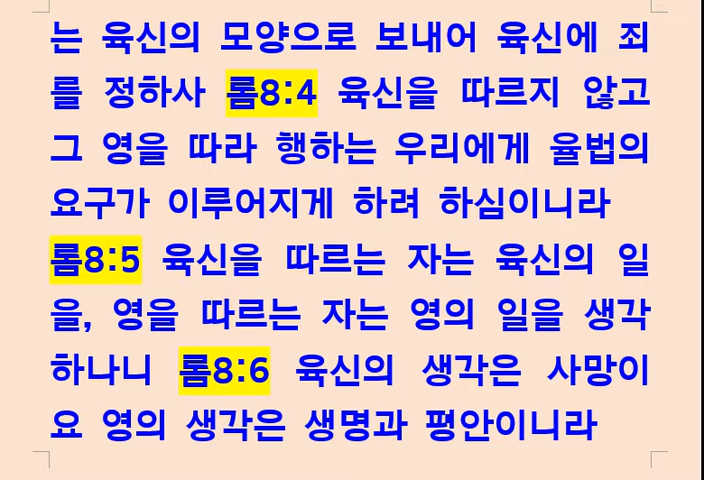 는 육신의 모양으로 보내어 육신에 죄
를 정하사 롬8:4 육신을 따르지 않고
그 영을 따라 행하는 우리에게 율법의
요구가 이루어지게 하려 하심이니라
롬8:5 육신을 따르는 자는 육신의 일
을, 영을 따르는 자는 영의 일을 생각
하나니 롬8:6 육신의 생각은 사망이
요 영의 생각은 생명과 평안이니라